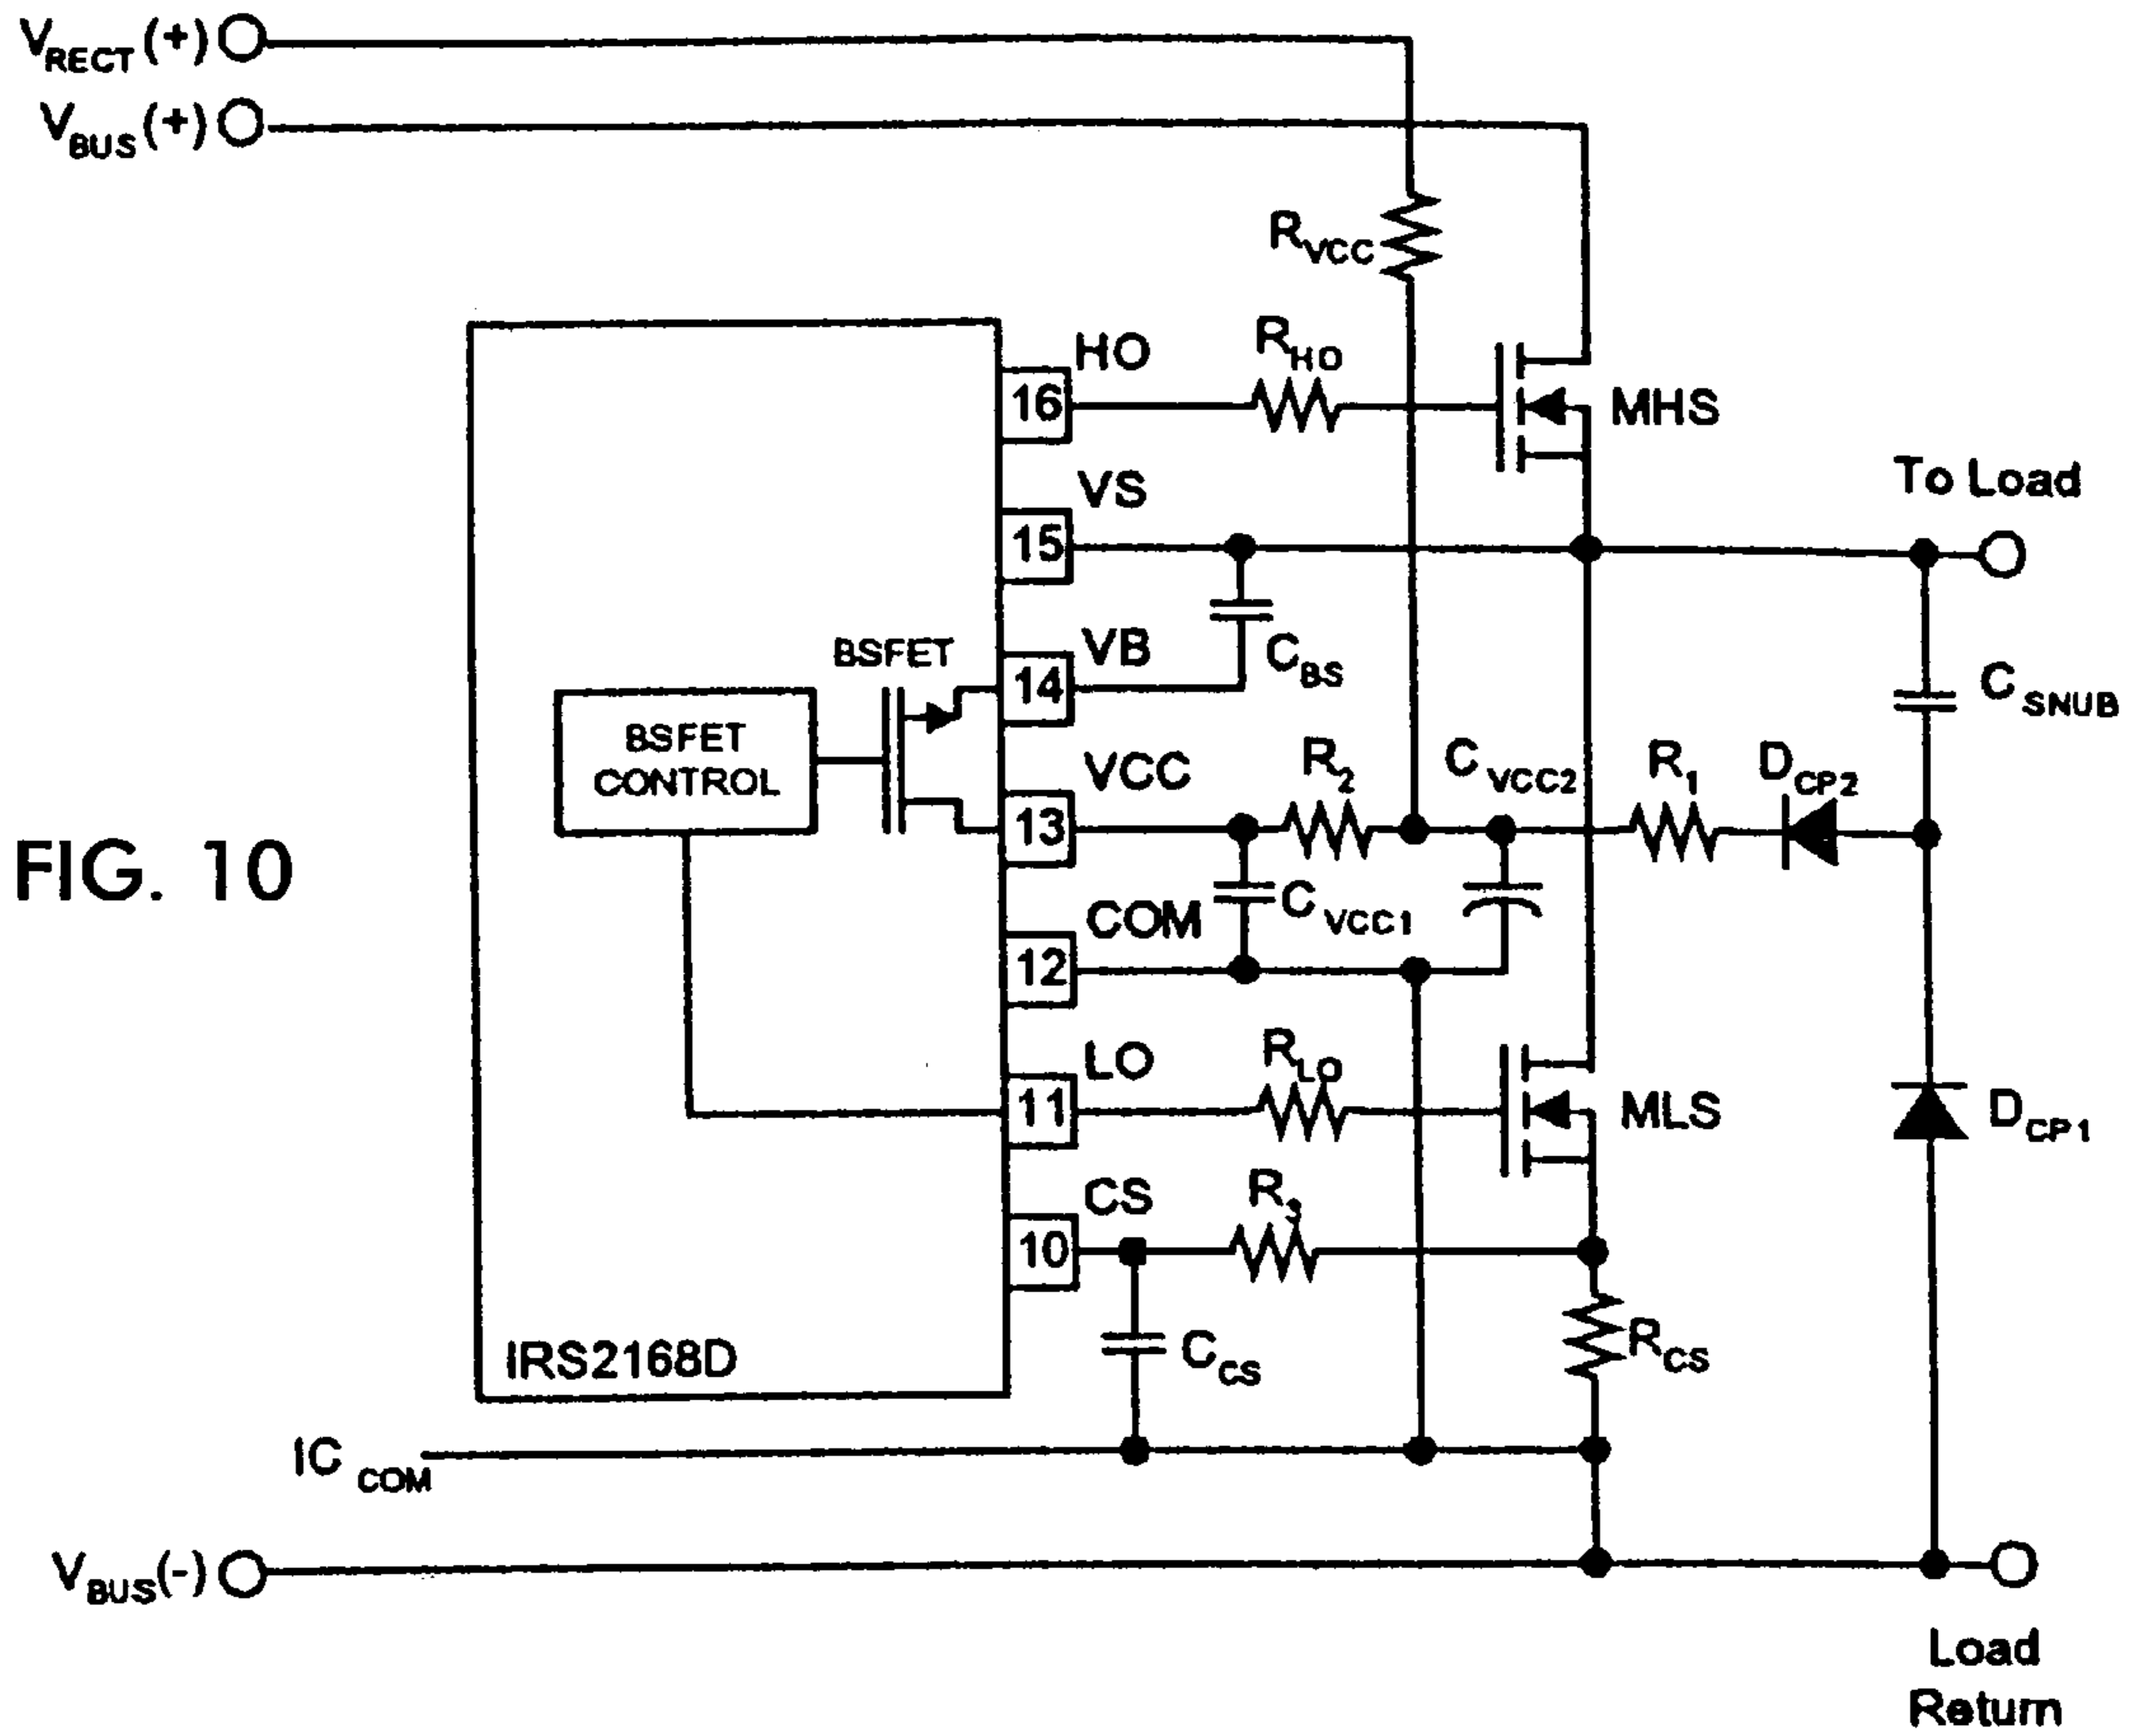 VRECT(+)
VBUS(+)
RVCC
HO
RHO
16
MHS
VS
To Load
15
BSFET
VB
14
CBS
CSNUB
BSFET
CONTROL
VCC
R2
CVCC2
R1
DCP2
13
FIG. 10
COM
CVCC1
12
LO
RLO
11
MLS
DCP1
CS
R3
10
RCS
IRS2168D
CCS
IC COM
VBUS(-)
Load
Return